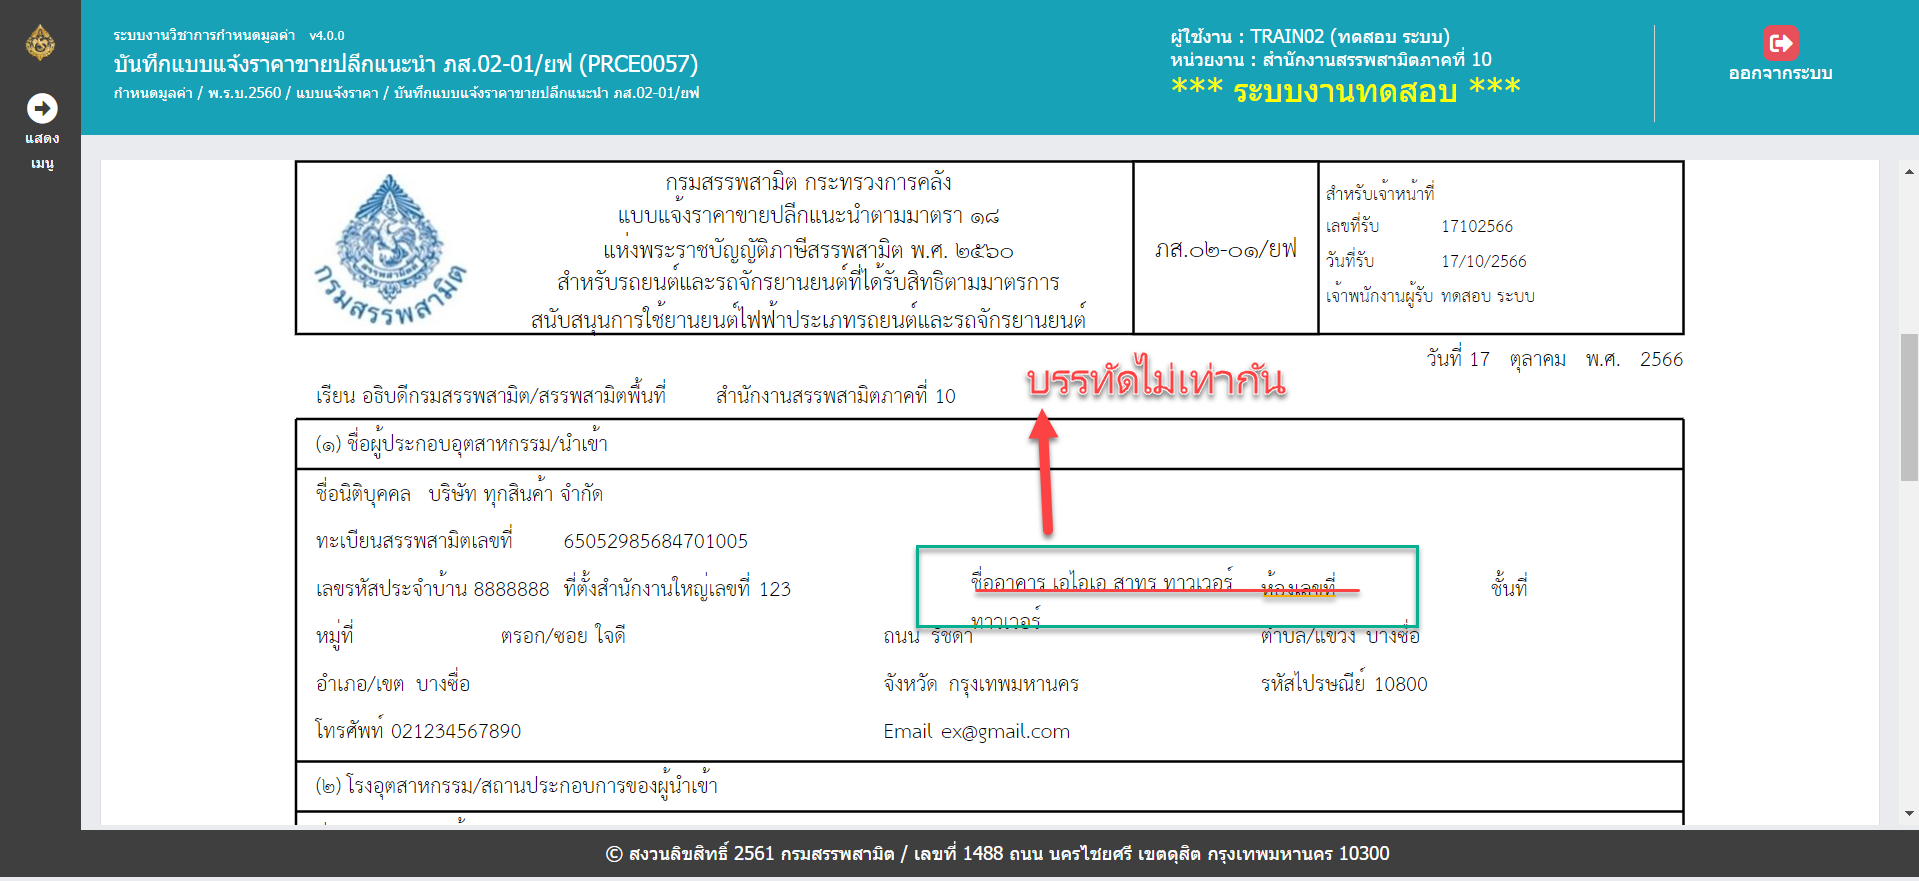 ระบบงานวิชาการกำหนดมูลค่า v4.0.0
บันทึกแบบแจ้งราคาขายปลีกแนะนำ ภส.02-01/ยฟ (PRCE0057)
กำหนดมูลค่า / พ.ร.บ.2560 / แบบแจ้งราคา / บันทึกแบบแจ้งราคาขายปลีกแนะนำ ภส.02-01/ยฟ
ผู้ใช้งาน : TRAIN02 (ทดสอบ ระบบ)
หน่วยงาน : สำนักงานสรรพสามิตภาคที่ 10
*** ระบบงานทดสอบ ***
ออกจากระบบ
แสดง
เมนู
กรมสรรพสามิต
กรมสรรพสามิต กระทรวงการคลัง
แบบแจ้งราคาขายปลีกแนะนำตามมาตรา ๑๘
แห่งพระราชบัญญัติภาษีสรรพสามิต พ.ศ. ๒๕๖๐
สำหรับรถยนต์และรถจักรยานยนต์ที่ได้รับสิทธิตามมาตรการ
สนับสนุนการใช้ยานยนต์ไฟฟ้าประเภทรถยนต์และรถจักรยานยนต์
ภส.๐๒-๐๑/ยฟ
สำหรับเจ้าหน้าที่
เลขที่รับ 17102566
วันที่รับ 17/10/2566
เจ้าพนักงานผู้รับ ทดสอบ ระบบ
วันที่ 17 ตุลาคม พ.ศ. 2566
บรรทัดไม่เท่ากัน
เรียน อธิบดีกรมสรรพสามิต/สรรพสามิตพื้นที่ สำนักงานสรรพสามิตภาคที่ 10
(๑) ชื่อผู้ประกอบอุตสาหกรรม/นำเข้า
ชื่อนิติบุคคล บริษัท ทุกสินค้า จำกัด
ทะเบียนสรรพสามิตเลขที่ 65052985684701005
เลขรหัสประจำบ้าน 8888888 ที่ตั้งสำนักงานใหญ่เลขที่ 123 ชื่ออาคาร เอไอเอ สาทร ทาวเวอร์ ห้องเลขที่ ชั้นที่
ทาวเวอร์
หมู่ที่ ตรอก/ซอย ใจดี ถนน รัชดา ตำบล/แขวง บางซื่อ
อำเภอ/เขต บางซื่อ จังหวัด กรุงเทพมหานคร รหัสไปรษณีย์ 10800
โทรศัพท์ 021234567890 Email ex@gmail.com
(๒) โรงอุตสาหกรรม/สถานประกอบการของผู้นำเข้า
© สงวนลิขสิทธิ์ 2561 กรมสรรพสามิต / เลขที่ 1488 ถนน นครไชยศรี เขตดุสิต กรุงเทพมหานคร 10300